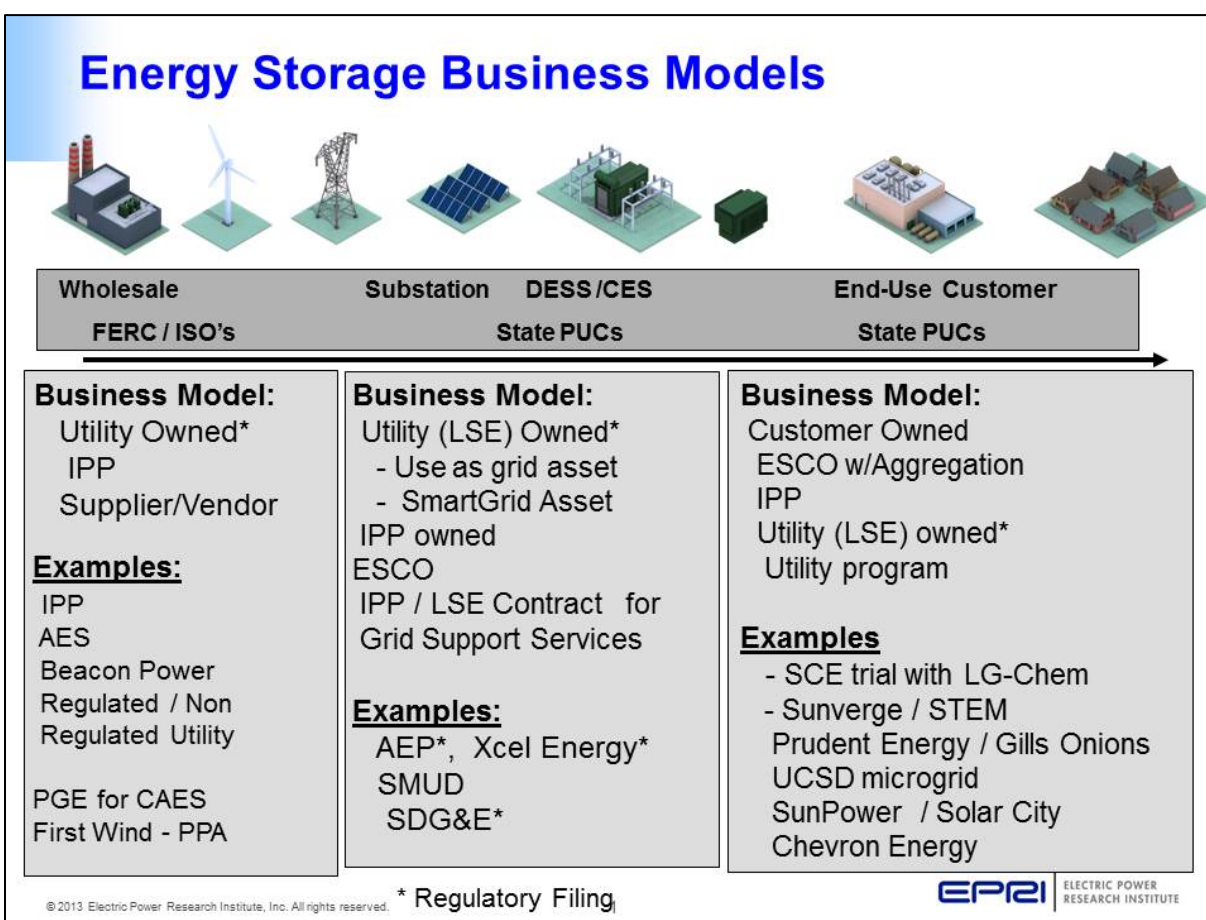 Energy Storage Business Models
Wholesale
FERC / ISO's
Substation DESS/CES
State PUCs
End-Use Customer
State PUCs
Business Model:
Utility Owned*
IPP
Supplier/Vendor
Examples:
IPP
AES
Beacon Power
Regulated / Non
Regulated Utility
PGE for CAES
First Wind - PPA
Business Model:
Utility (LSE) Owned*
- Use as grid asset
- SmartGrid Asset
IPP owned
ESCO
IPP / LSE Contract for
Grid Support Services
Examples:
AEP*, Xcel Energy*
SMUD
SDG&E*
Business Model:
Customer Owned
ESCO w/Aggregation
IPP
Utility (LSE) owned*
Utility program
Examples
- SCE trial with LG-Chem
- Sunverge / STEM
Prudent Energy / Gills Onions
UCSD microgrid
SunPower / Solar City
Chevron Energy
© 2013 Electric Power Research Institute, Inc. All rights reserved.
* Regulatory Filing
EPRI
ELECTRIC POWER
RESEARCH INSTITUTE